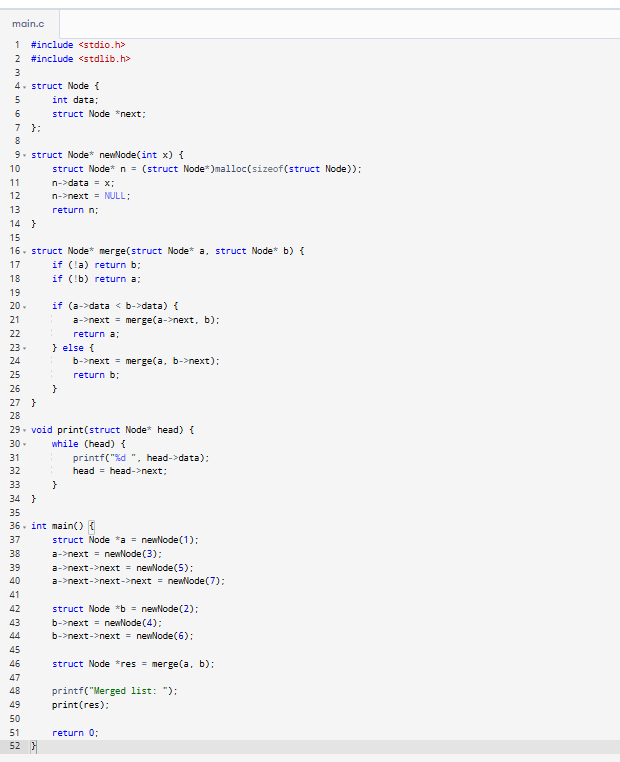 main.c
1 #include <stdio.h>
2 #include <stdlib.h>
3
4 struct Node {
5     int data;
6     struct Node *next;
7 };
8
9 struct Node* newNode(int x) {
10     struct Node* n = (struct Node*)malloc(sizeof(struct Node));
11     n->data = x;
12     n->next = NULL;
13     return n;
14 }
15
16 struct Node* merge(struct Node* a, struct Node* b) {
17     if (!a) return b;
18     if (!b) return a;
19
20     if (a->data < b->data) {
21         a->next = merge(a->next, b);
22         return a;
23     } else {
24         b->next = merge(a, b->next);
25         return b;
26     }
27 }
28
29 void print(struct Node* head) {
30     while (head) {
31         printf("%d ", head->data);
32         head = head->next;
33     }
34 }
35
36 int main() {
37     struct Node *a = newNode(1);
38     a->next = newNode(3);
39     a->next->next = newNode(5);
40     a->next->next->next = newNode(7);
41
42     struct Node *b = newNode(2);
43     b->next = newNode(4);
44     b->next->next = newNode(6);
45
46     struct Node *res = merge(a, b);
47
48     printf("Merged list: ");
49     print(res);
50
51     return 0;
52 }